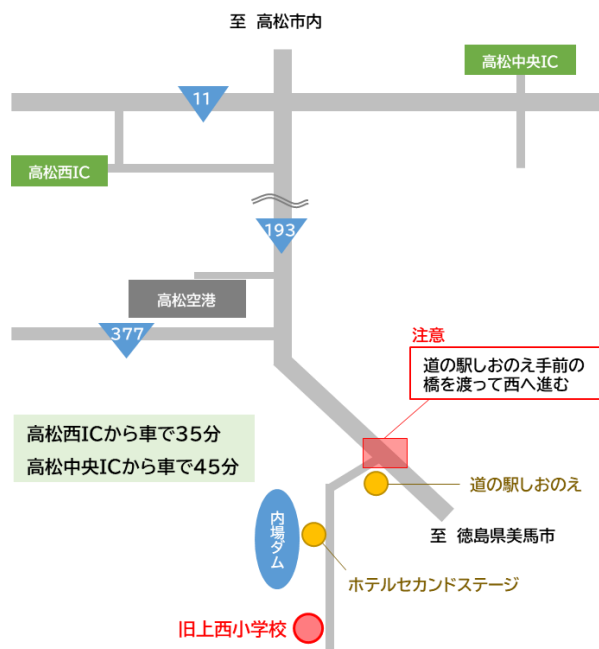 至 高松市内
高松中央IC
11
高松西IC
193
高松空港
377
注意
道の駅しおのえ手前の
橋を渡って西へ進む
高松西ICから車で35分
高松中央ICから車で45分
道の駅しおのえ
内場ダム
至 徳島県美馬市
ホテルセカンドステージ
旧上西小学校